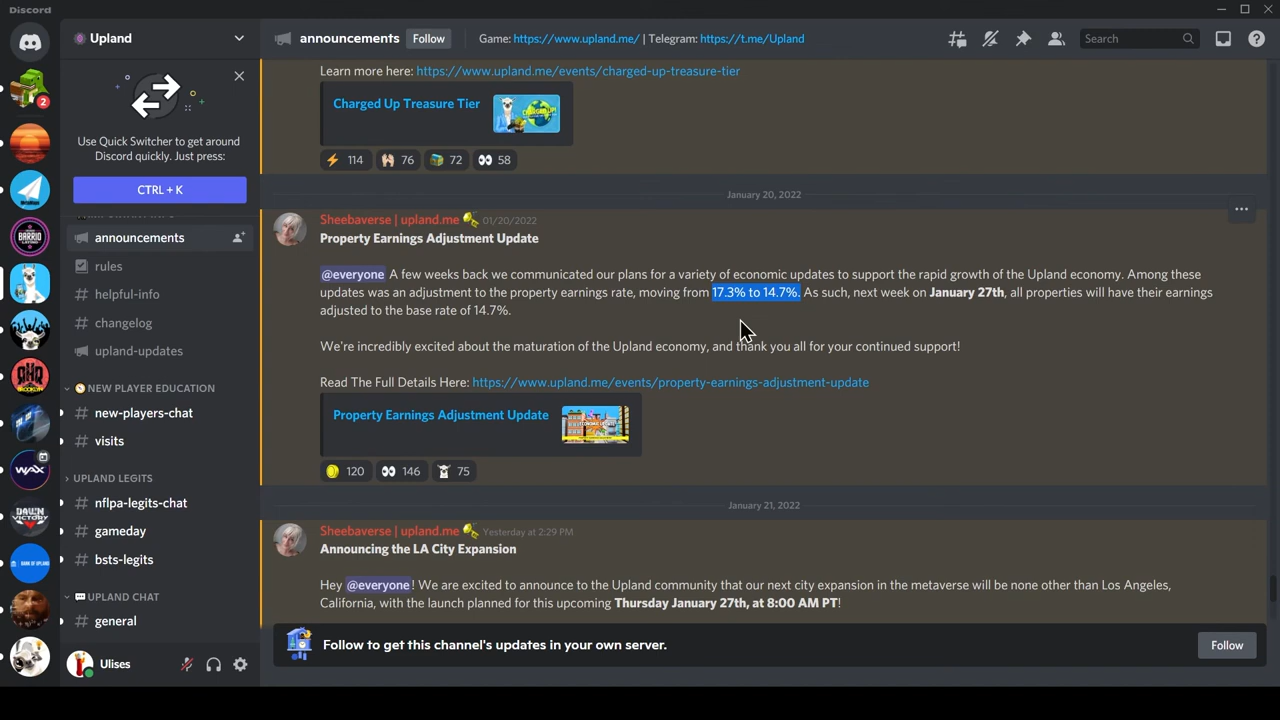 Discord
Upland
announcements
Follow
Game: https://www.upland.me/ | Telegram: https://t.me/Upland
Search
2
Use Quick Switcher to get around
Discord quickly. Just press:
CTRL + K
announcements
rules
helpful-info
changelog
upland-updates
NEW PLAYER EDUCATION
new-players-chat
visits
UPLAND LEGITS
nflpa-legits-chat
gameday
bsts-legits
UPLAND CHAT
general
Ulises
Learn more here: https://www.upland.me/events/charged-up-treasure-tier
Charged Up Treasure Tier
114 76 72 58
January 20, 2022
Sheebaverse | upland.me 01/20/2022
Property Earnings Adjustment Update
@everyone A few weeks back we communicated our plans for a variety of economic updates to support the rapid growth of the Upland economy. Among these
updates was an adjustment to the property earnings rate, moving from 17.3% to 14.7%. As such, next week on January 27th, all properties will have their earnings
adjusted to the base rate of 14.7%.
We're incredibly excited about the maturation of the Upland economy, and thank you all for your continued support!
Read The Full Details Here: https://www.upland.me/events/property-earnings-adjustment-update
Property Earnings Adjustment Update
120 146 75
January 21, 2022
Sheebaverse | upland.me Yesterday at 2:29 PM
Announcing the LA City Expansion
Hey @everyone! We are excited to announce to the Upland community that our next city expansion in the metaverse will be none other than Los Angeles,
California, with the launch planned for this upcoming Thursday January 27th, at 8:00 AM PT!
Follow to get this channel's updates in your own server.
Follow